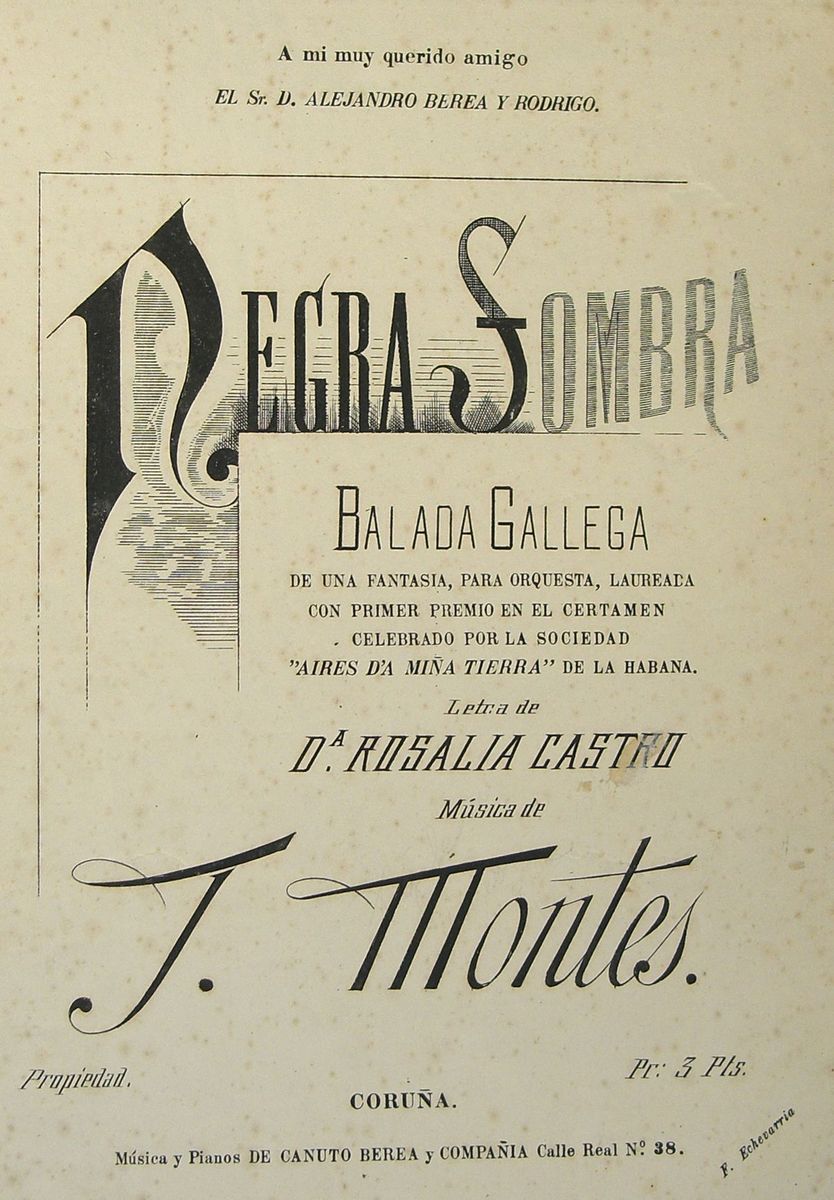 A mi muy querido amigo
EL Sr. D. ALEJANDRO BEREA Y RODRIGO.
NEGRA SOMBRA
BALADA GALLEGA
DE UNA FANTASIA, PARA ORQUESTA, LAUREADA
CON PRIMER PREMIO EN EL CERTAMEN
CELEBRADO POR LA SOCIEDAD
"AIRES D'A MIÑA TIERRA" DE LA HABANA.
Letra de
D.ᴬ ROSALIA CASTRO
Música de
J. Montes.
Propiedad.
Pr: 3 Pts.
CORUÑA.
Música y Pianos DE CANUTO BEREA y COMPAÑIA Calle Real N.º 38.
F. Echevarria